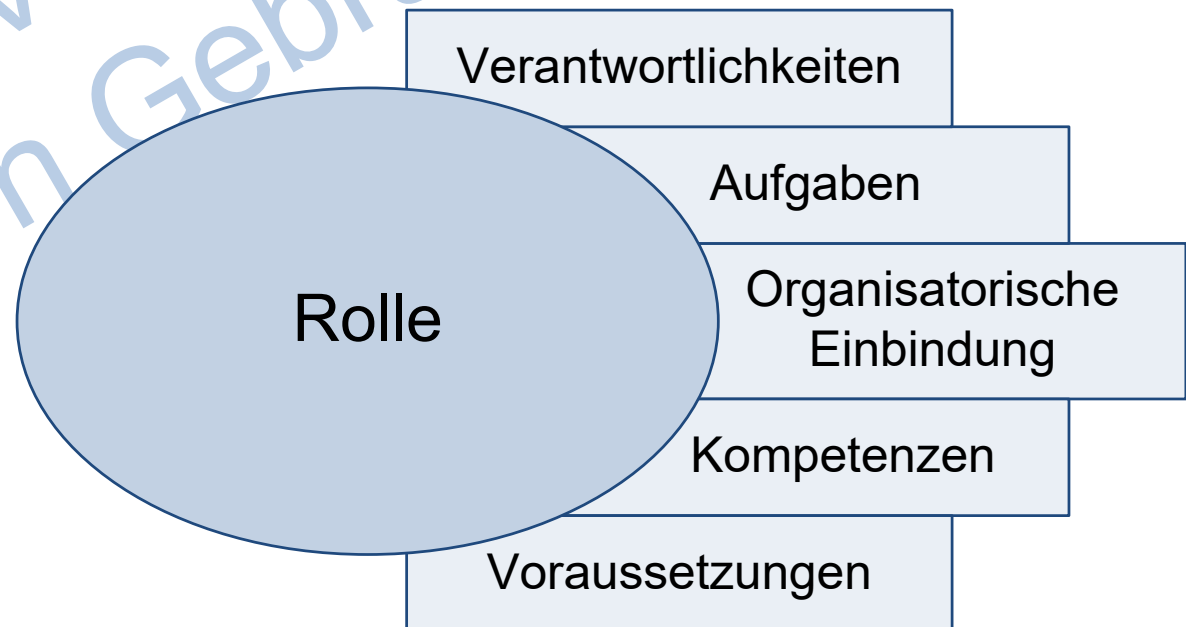 Verantwortlichkeiten
Aufgaben
Organisatorische
Einbindung
Rolle
Kompetenzen
Voraussetzungen